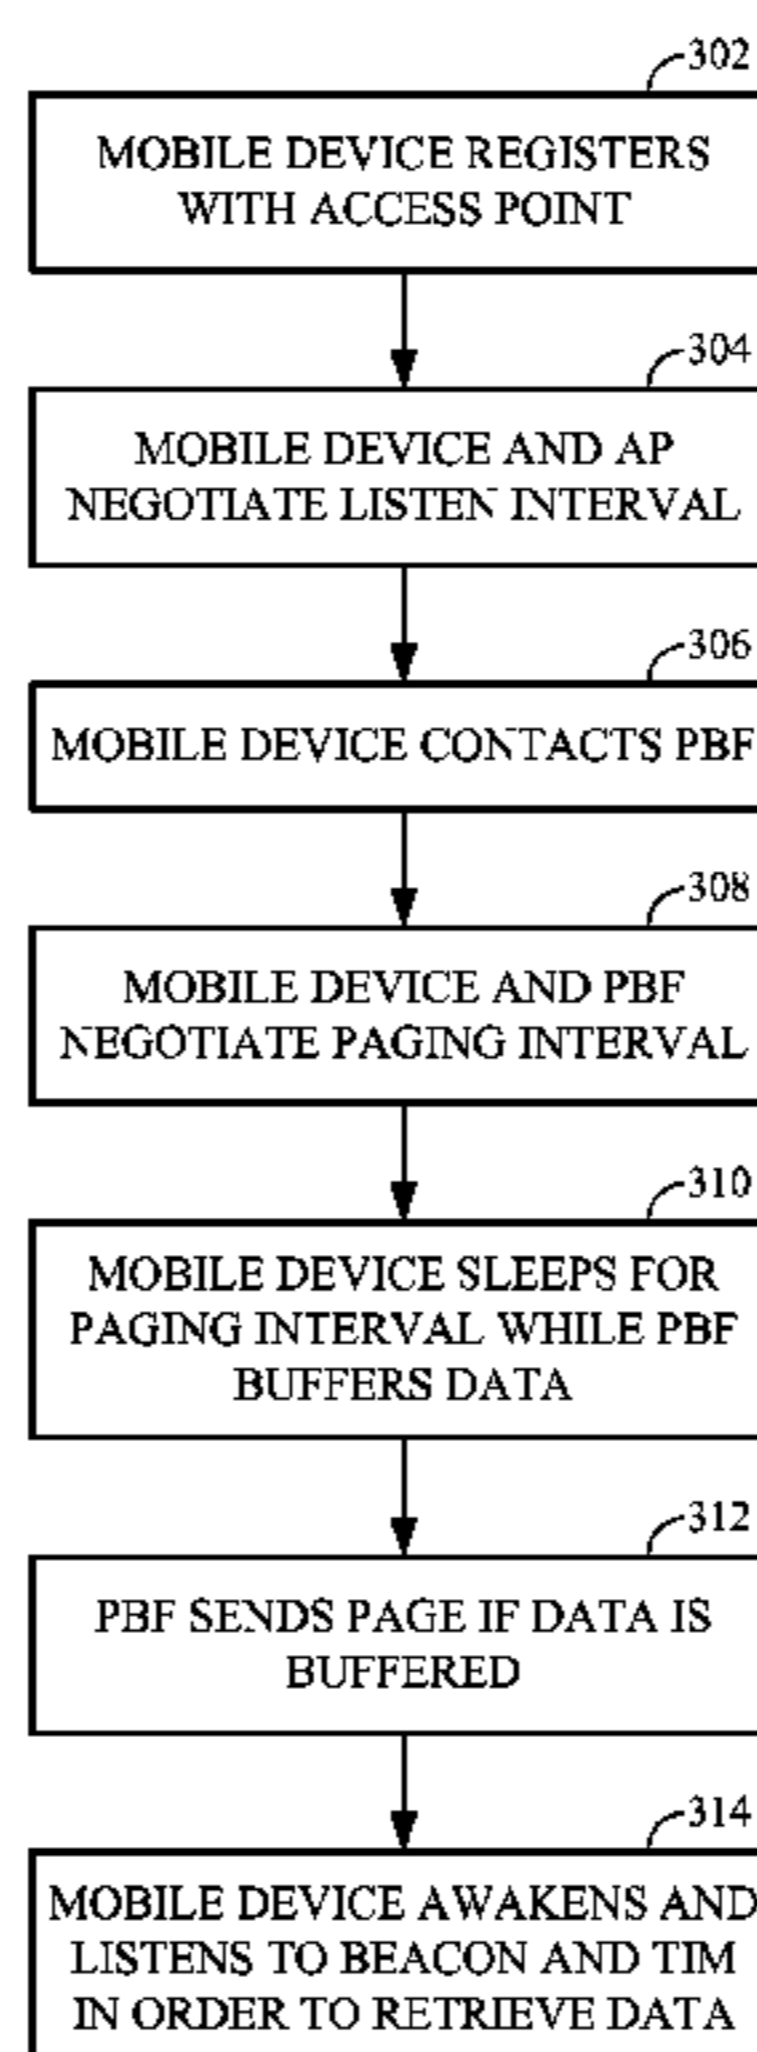 302
MOBILE DEVICE REGISTERS
WITH ACCESS POINT
304
MOBILE DEVICE AND AP
NEGOTIATE LISTEN INTERVAL
306
MOBILE DEVICE CONTACTS PBF
308
MOBILE DEVICE AND PBF
NEGOTIATE PAGING INTERVAL
310
MOBILE DEVICE SLEEPS FOR
PAGING INTERVAL WHILE PBF
BUFFERS DATA
312
PBF SENDS PAGE IF DATA IS
BUFFERED
314
MOBILE DEVICE AWAKENS AND
LISTENS TO BEACON AND TIM
IN ORDER TO RETRIEVE DATA